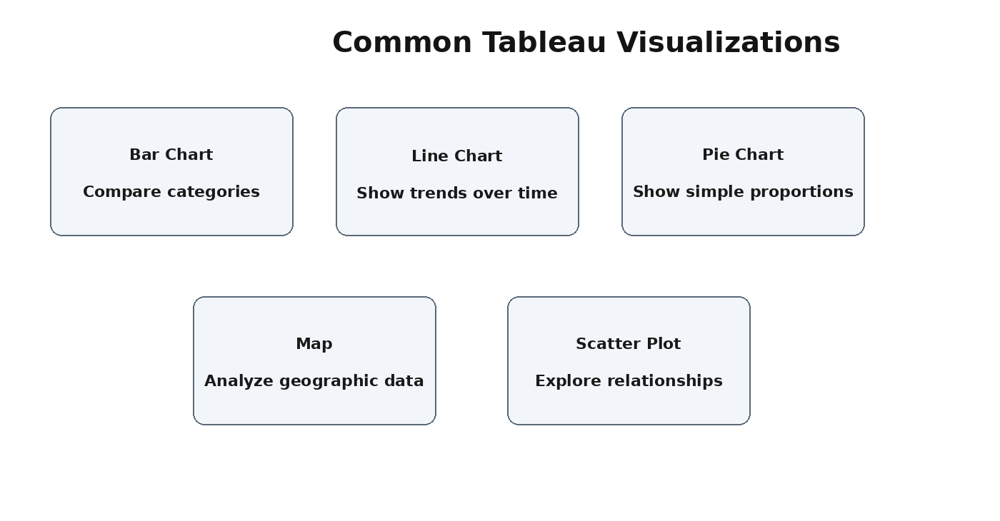 Common Tableau Visualizations
Bar Chart
Compare categories
Line Chart
Show trends over time
Pie Chart
Show simple proportions
Map
Analyze geographic data
Scatter Plot
Explore relationships